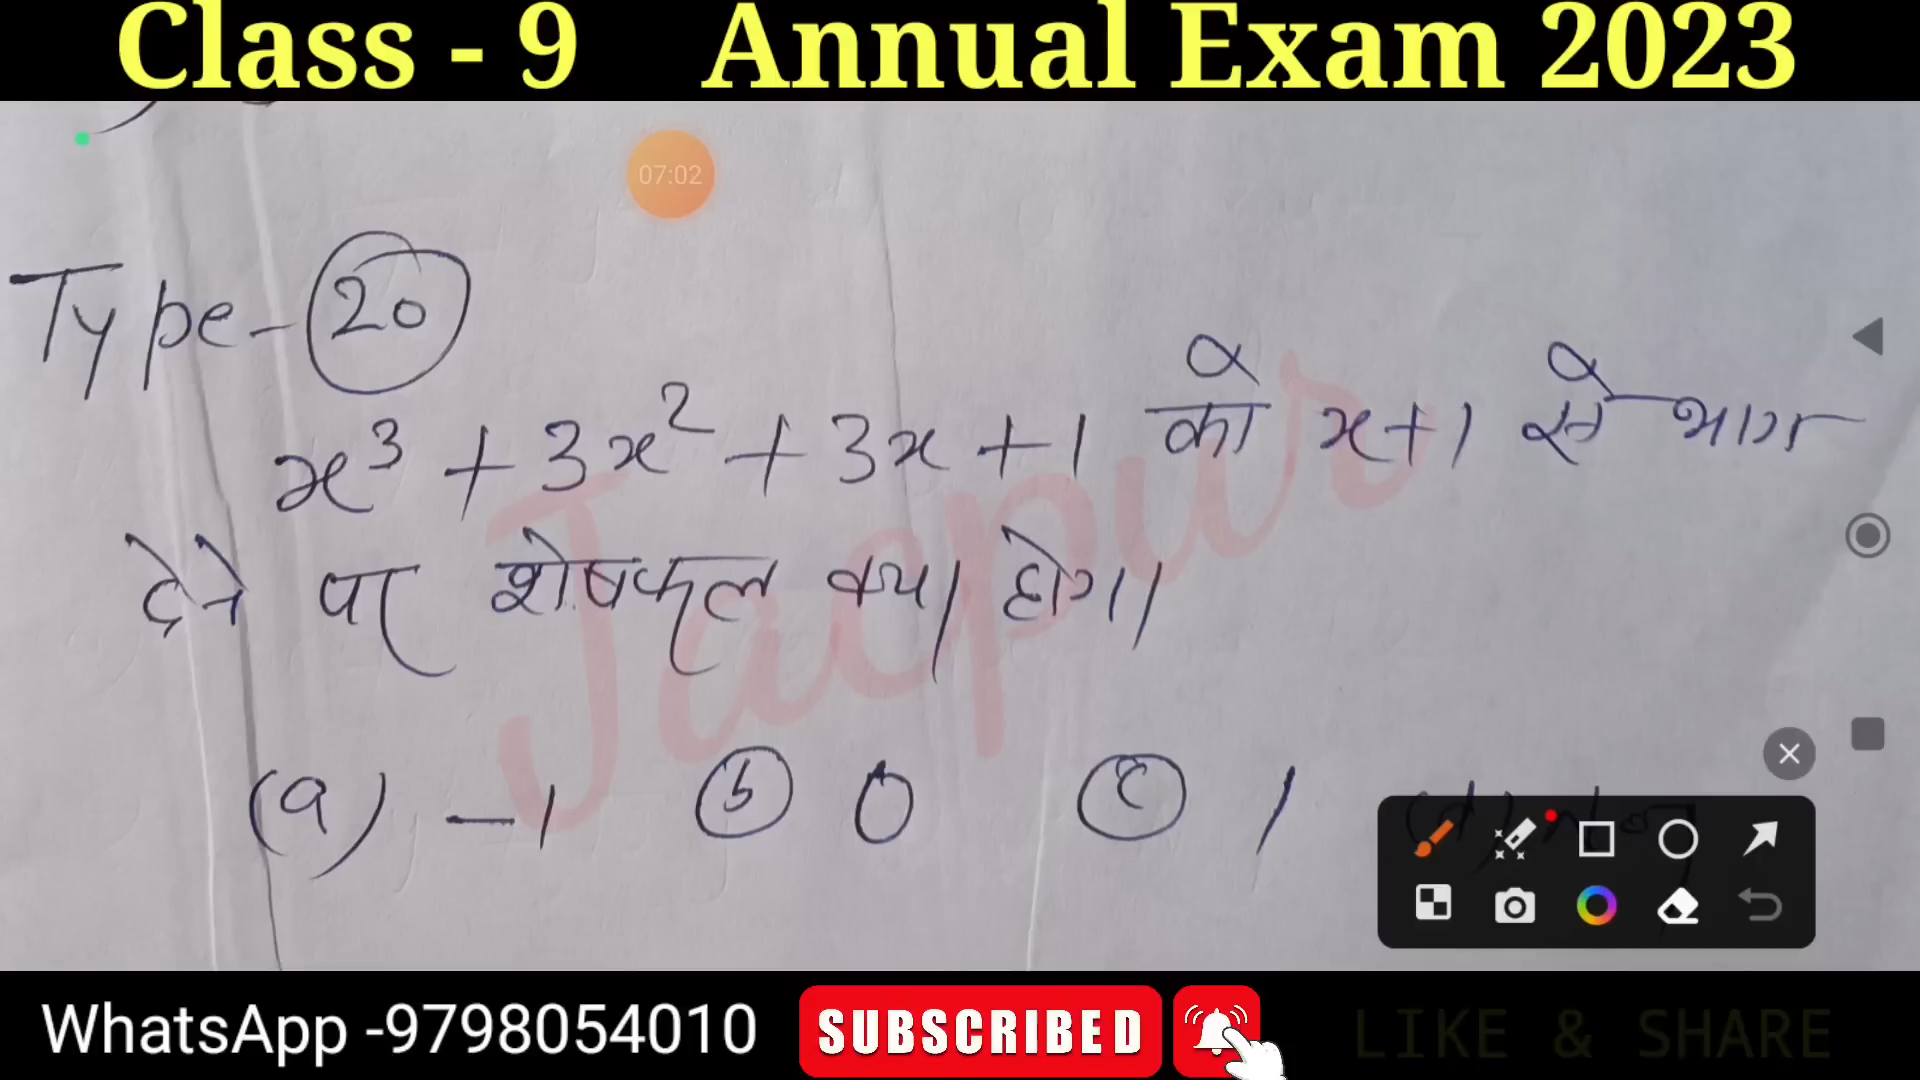 Class - 9 Annual Exam 2023
07:02
Type - 20
x³ + 3x² + 3x + 1 को x+1 से भाग
देने पर शेषफल क्या होगा
Jaipur
(a) -1 (b) 0 (c) 1 (d)
WhatsApp -9798054010 SUBSCRIBED LIKE & SHARE